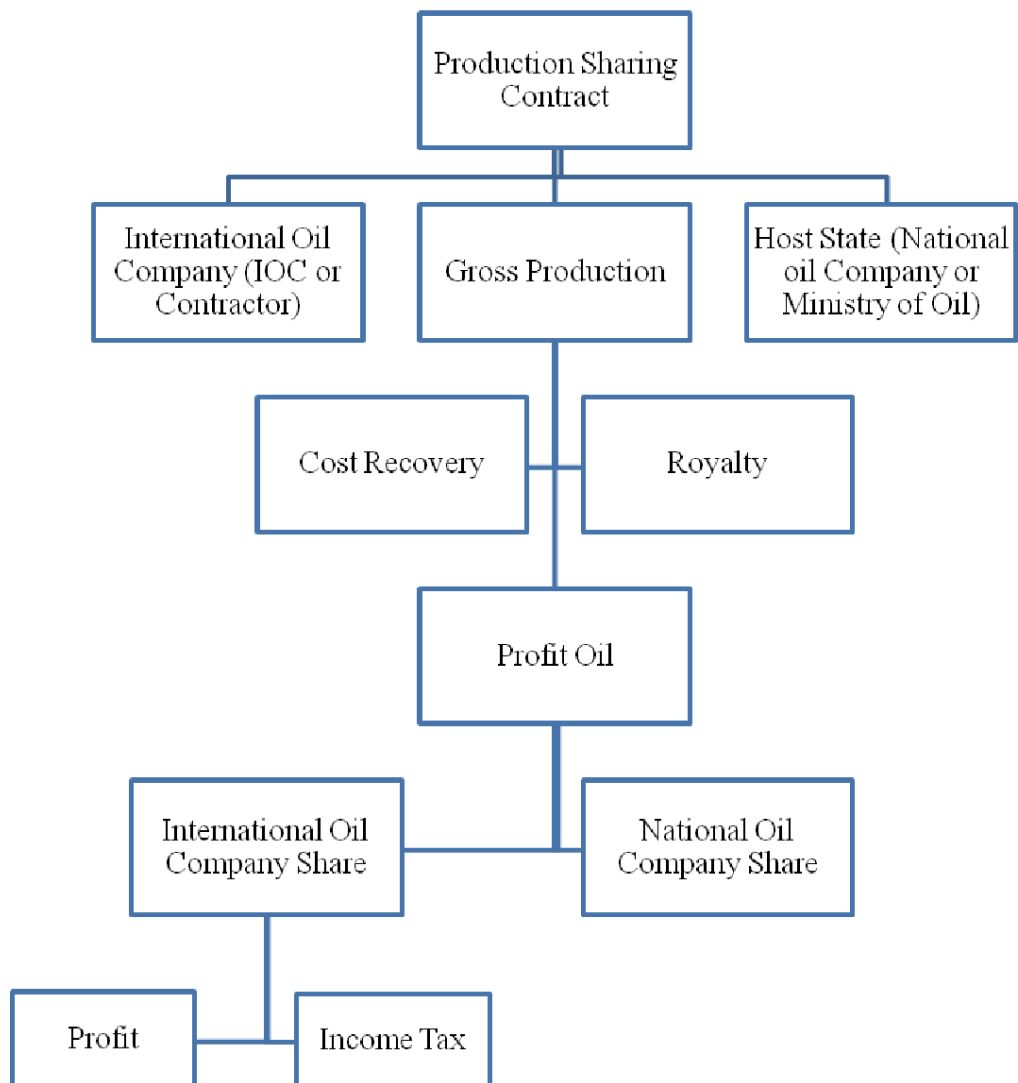 Production Sharing
Contract
International Oil
Company (IOC or
Contractor)
Gross Production
Host State (National
oil Company or
Ministry of Oil)
Cost Recovery
Royalty
Profit Oil
International Oil
Company Share
National Oil
Company Share
Profit
Income Tax